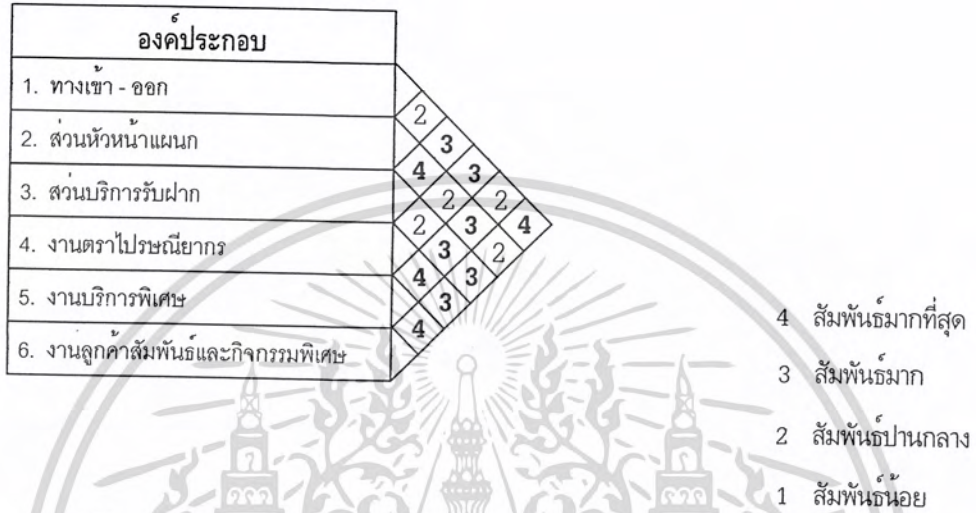 องค์ประกอบ
1. ทางเข้า - ออก
2
2. ส่วนหัวหน้าแผนก
3
4 3
3. สว่นบริการรับฝาก
2 2
2 3 4
4. งานตราไปรษณียากร
3 2
4 3
5. งานบริการพิเศษ
3
4
6. งานลูกค้าสัมพันธ์และกิจกรรมพิเศษ
4 สัมพันธ์มากที่สุด
3 สัมพันธ์มาก
2 สัมพันธ์ปานกลาง
1 สัมพันธ์น้อย